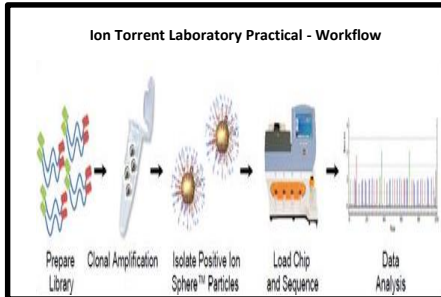 Ion Torrent Laboratory Practical - Workflow
Prepare
Library
Clonal Amplification
Isolate Positive Ion
Sphere™ Particles
Load Chip
and Sequence
Data
Analysis